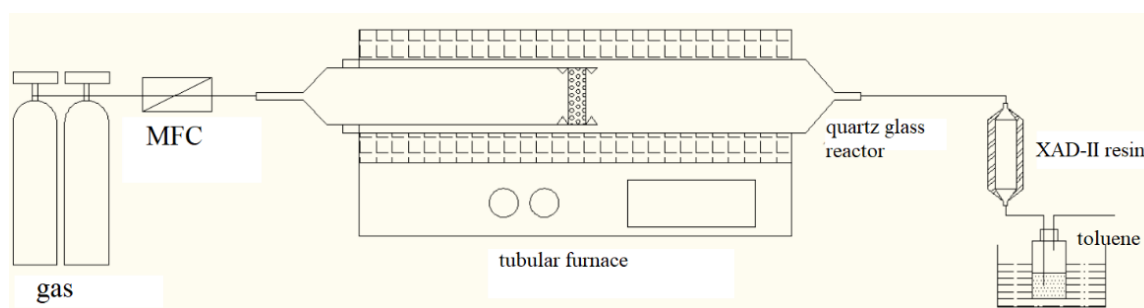 MFC
gas
tubular furnace
quartz glass
reactor
XAD-II resin
toluene